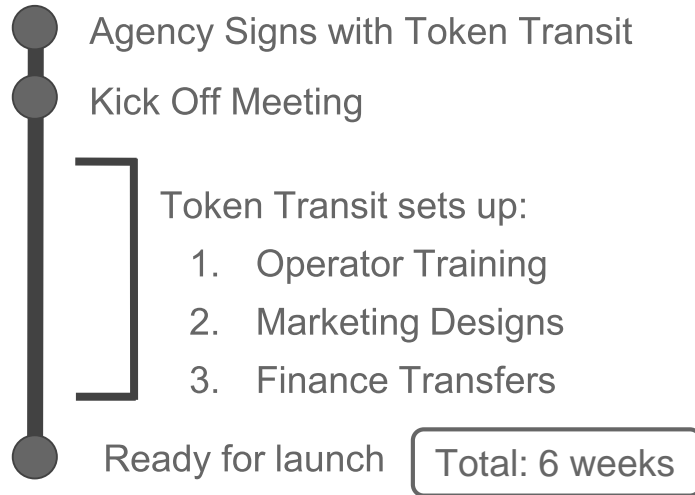 Agency Signs with Token Transit
Kick Off Meeting
Token Transit sets up:
1. Operator Training
2. Marketing Designs
3. Finance Transfers
Ready for launch
Total: 6 weeks